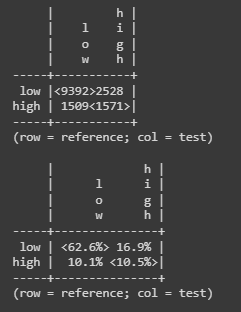 |         h |
     |    l    i |
     |    o    g |
     |    w    h |
-----+-----------+
 low |<9392>2528 |
high | 1509<1571>|
-----+-----------+
(row = reference; col = test)
     |               h |
     |       l       i |
     |       o       g |
     |       w       h |
-----+-----------------+
 low | <62.6%> 16.9% |
high |  10.1% <10.5%>|
-----+-----------------+
(row = reference; col = test)